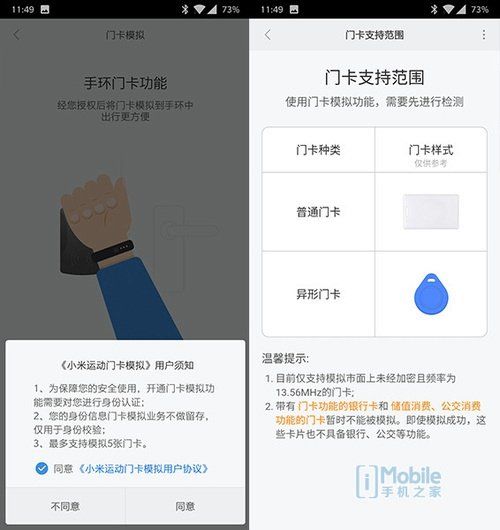 11:49
73%
门卡模拟
手环门卡功能
经您授权后将门卡模拟到手环中
出行更方便
《小米运动门卡模拟》用户须知
1、为保障您的安全使用，开通门卡模拟功
能需要对您进行身份认证；
2、您的身份信息门卡模拟业务不做留存，
仅用于身份校验；
3、最多支持模拟5张门卡。
同意《小米运动门卡模拟用户协议》
不同意
同意
11:49
73%
门卡支持范围
门卡支持范围
使用门卡模拟功能，需要先进行检测
门卡种类
门卡样式
仅供参考
普通门卡
异形门卡
温馨提示:
1. 目前仅支持模拟市面上未经加密且频率为
13.56MHz的门卡;
2. 带有 门卡功能的银行卡和 储值消费、公交消费
功能的门卡暂时不能被模拟。即使模拟成功，这
些卡片也不具备银行、公交等功能。
iMobile
手机之家